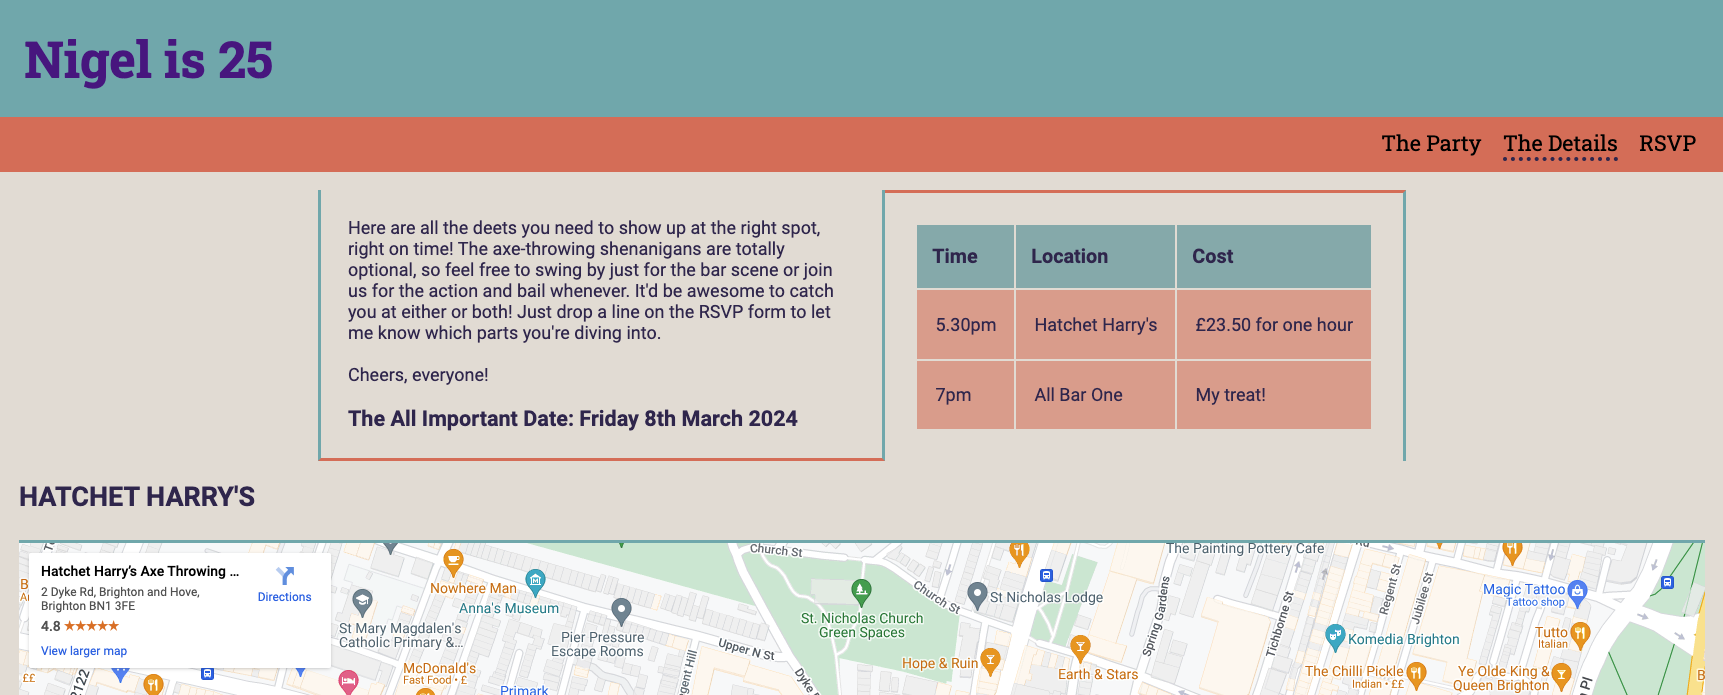 Nigel is 25
The Party The Details RSVP
Here are all the deets you need to show up at the right spot,
right on time! The axe-throwing shenanigans are totally
optional, so feel free to swing by just for the bar scene or join
us for the action and bail whenever. It'd be awesome to catch
you at either or both! Just drop a line on the RSVP form to let
me know which parts you're diving into.
Cheers, everyone!
The All Important Date: Friday 8th March 2024
Time Location Cost
5.30pm Hatchet Harry's £23.50 for one hour
7pm All Bar One My treat!
HATCHET HARRY'S
Hatchet Harry's Axe Throwing ...
2 Dyke Rd, Brighton and Hove,
Brighton BN1 3FE
4.8 ★★★★★
View larger map
Directions
Nowhere Man
Anna's Museum
St Mary Magdalen's
Catholic Primary &...
McDonald's
Fast Food • £
Primark
Pier Pressure
Escape Rooms
Upper N St
Church St
St. Nicholas Church
Green Spaces
Church St
St Nicholas Lodge
Hope & Ruin
Earth & Stars
The Painting Pottery Cafe
Spring Gardens
Tichborne St
Regent St
Jubilee St
Komedia Brighton
The Chilli Pickle
Indian • ££
Magic Tattoo
Tattoo shop
Tutto
Italian
Ye Olde King &
Queen Brighton
££